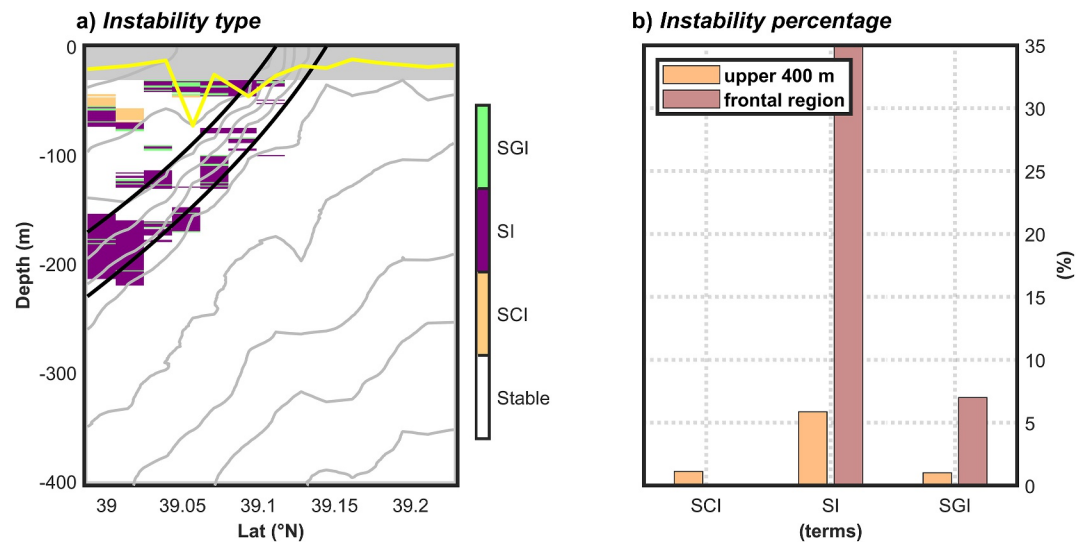 a) Instability type
0
-100
-200
-300
-400
Depth (m)
39
39.05
39.1
39.15
39.2
Lat (°N)
SGI
SI
SCI
Stable
b) Instability percentage
upper 400 m
frontal region
35
30
25
20
15
10
5
0
(%)
SCI
SI
SGI
(terms)